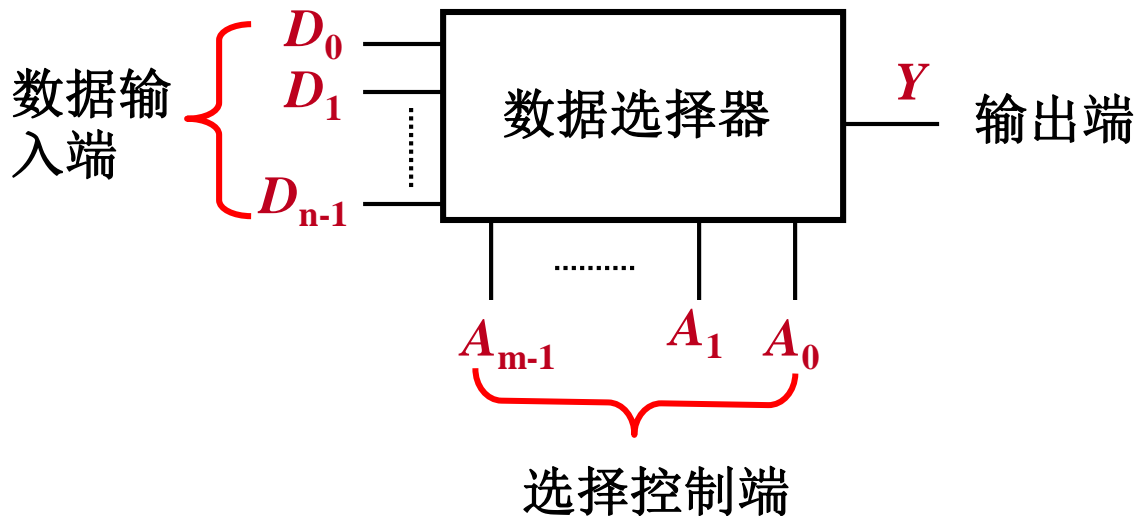 D0
D1
Dn-1
数据输
入端
数据选择器
Y
输出端
Am-1
A1
A0
选择控制端